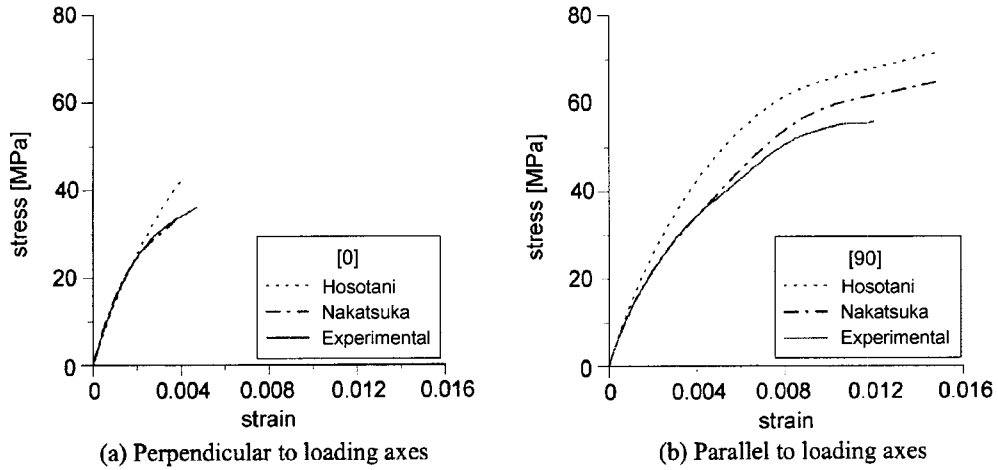 80
60
40
20
0
stress [MPa]
[0]
Hosotani
Nakatsuka
Experimental
0 0.004 0.008 0.012 0.016
strain
(a) Perpendicular to loading axes
80
60
40
20
0
stress [MPa]
[90]
Hosotani
Nakatsuka
Experimental
0 0.004 0.008 0.012 0.016
strain
(b) Parallel to loading axes